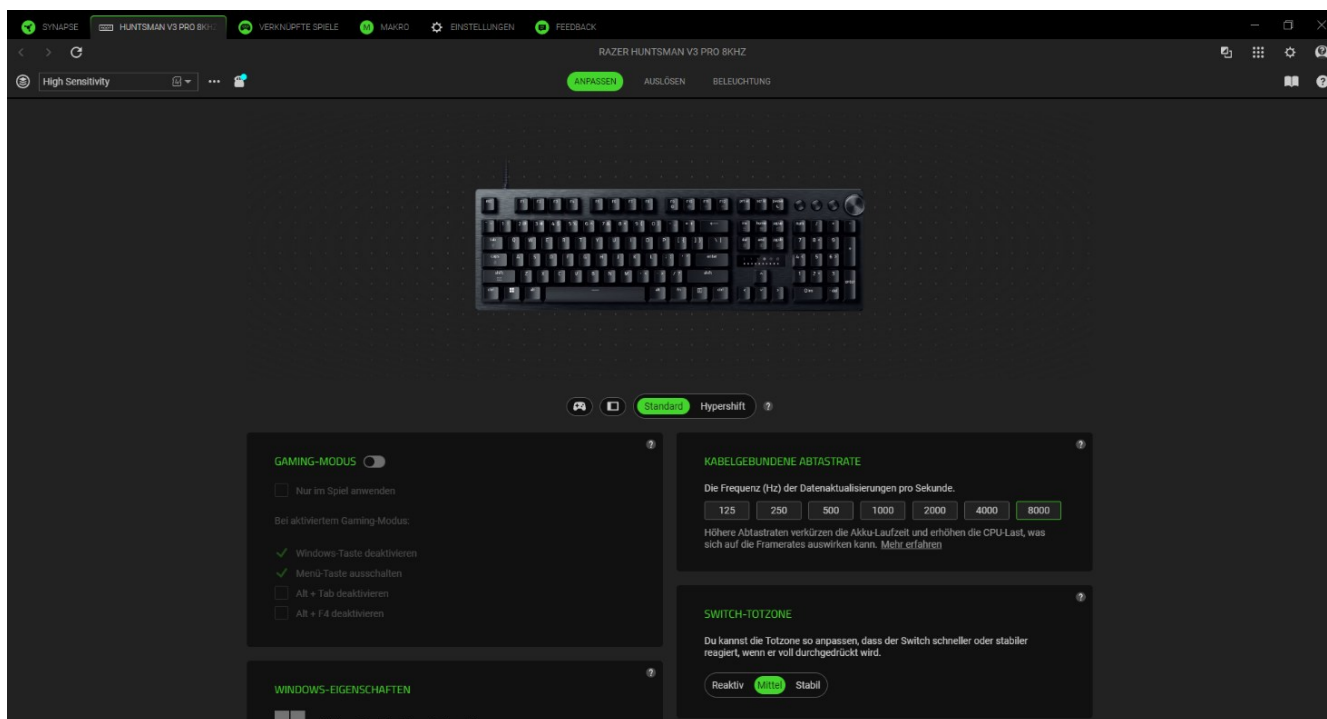 SYNAPSE
HUNTSMAN V3 PRO 8KHZ
VERKNÜPFTE SPIELE
MAKRO
EINSTELLUNGEN
FEEDBACK
RAZER HUNTSMAN V3 PRO 8KHZ
High Sensitivity
ANPASSEN
AUSLÖSEN
BELEUCHTUNG
Standard
Hypershift
GAMING-MODUS
Nur im Spiel anwenden
Bei aktiviertem Gaming-Modus:
Windows-Taste deaktivieren
Menü-Taste ausschalten
Alt + Tab deaktivieren
Alt + F4 deaktivieren
WINDOWS-EIGENSCHAFTEN
KABELGEBUNDENE ABTASTRATE
Die Frequenz (Hz) der Datenaktualisierungen pro Sekunde.
125 250 500 1000 2000 4000 8000
Höhere Abtastraten verkürzen die Akku-Laufzeit und erhöhen die CPU-Last, was
sich auf die Framerates auswirken kann. Mehr erfahren
SWITCH-TOTZONE
Du kannst die Totzone so anpassen, dass der Switch schneller oder stabiler
reagiert, wenn er voll durchgedrückt wird.
Reaktiv Mittel Stabil